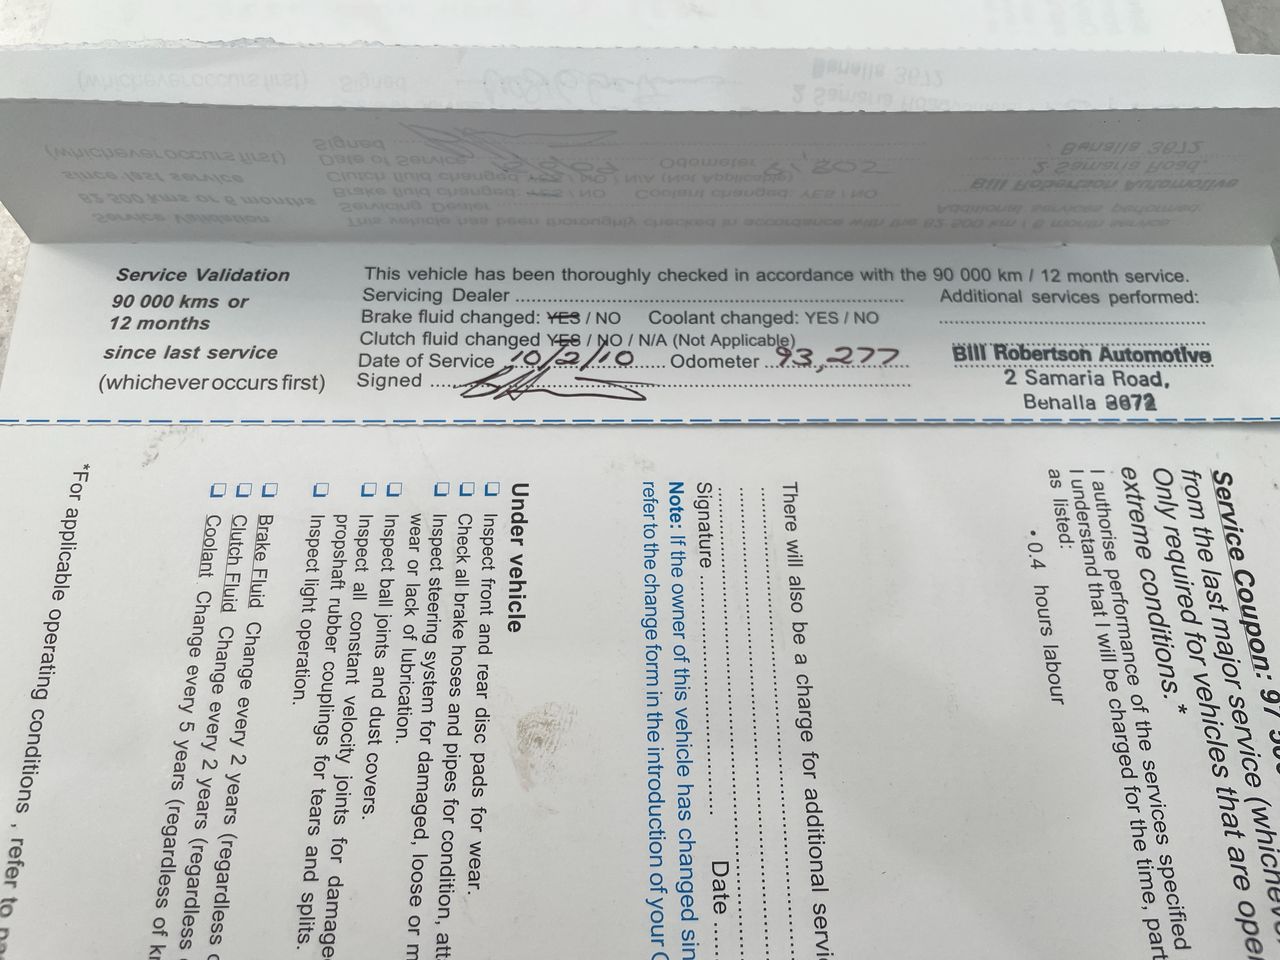 Service Validation
90 000 kms or
12 months
since last service
(whichever occurs first)
This vehicle has been thoroughly checked in accordance with the 90 000 km / 12 month service.
Servicing Dealer
Additional services performed:
Brake fluid changed: YES / NO Coolant changed: YES / NO
Clutch fluid changed YES / NO / N/A (Not Applicable)
Date of Service 10/2/10 Odometer 93,277
Signed
Bill Robertson Automotive
2 Samaria Road,
Benalla 3672
Service Coupon: 97
from the last major service (whichever
Only required for vehicles that are
extreme conditions. *
I authorise performance of the services specified
I understand that I will be charged for the time, part
as listed:
• 0.4 hours labour
There will also be a charge for additional
Signature Date
Note: If the owner of this vehicle has changed
refer to the change form in the introduction of your
Under vehicle
Inspect front and rear disc pads for wear.
Check all brake hoses and pipes for condition,
Inspect steering system for damaged, loose or
wear or lack of lubrication.
Inspect ball joints and dust covers.
Inspect all constant velocity joints for damage
propshaft rubber couplings for tears and splits.
Inspect light operation.
Brake Fluid Change every 2 years (regardless
Clutch Fluid Change every 2 years (regardless
Coolant Change every 5 years (regardless of
*For applicable operating conditions , refer to